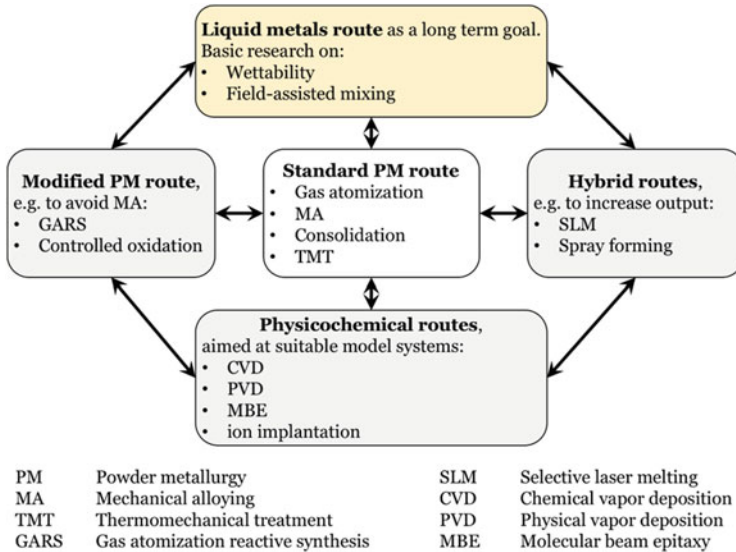 Liquid metals route as a long term goal.
Basic research on:
• Wettability
• Field-assisted mixing
Modified PM route,
e.g. to avoid MA:
• GARS
• Controlled oxidation
Standard PM route
• Gas atomization
• MA
• Consolidation
• TMT
Hybrid routes,
e.g. to increase output:
• SLM
• Spray forming
Physicochemical routes,
aimed at suitable model systems:
• CVD
• PVD
• MBE
• ion implantation
PM Powder metallurgy
MA Mechanical alloying
TMT Thermomechanical treatment
GARS Gas atomization reactive synthesis
SLM Selective laser melting
CVD Chemical vapor deposition
PVD Physical vapor deposition
MBE Molecular beam epitaxy